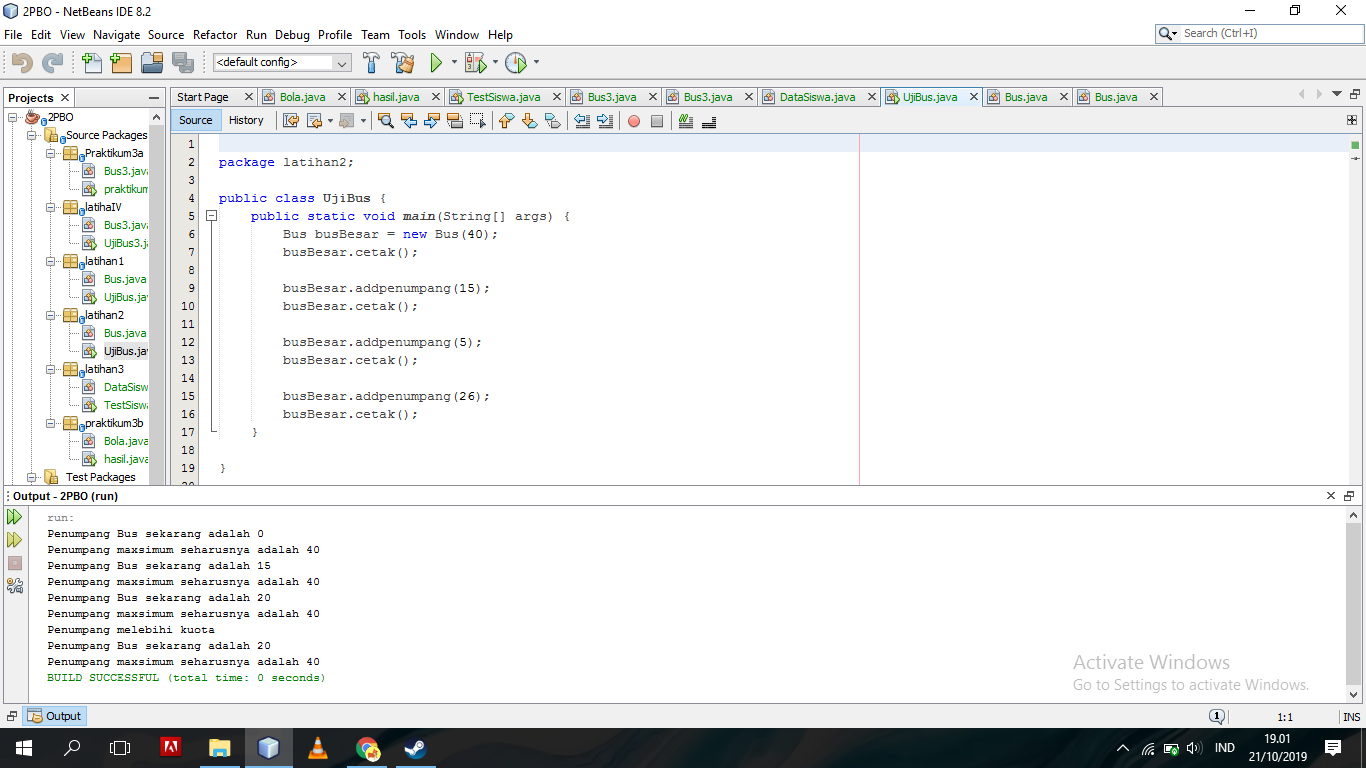 2PBO - NetBeans IDE 8.2
File Edit View Navigate Source Refactor Run Debug Profile Team Tools Window Help
Search (Ctrl+I)
<default config>
Projects
Start Page Bola.java hasil.java TestSiswa.java Bus3.java Bus3.java DataSiswa.java UjiBus.java Bus.java Bus.java
Source History
2PBO
Source Packages
Praktikum3a
Bus3.java
praktikum
latihaIV
Bus3.java
UjiBus3.j
latihan1
Bus.java
UjiBus.ja
latihan2
Bus.java
UjiBus.ja
latihan3
DataSisw
TestSisw
praktikum3b
Bola.java
hasil.java
Test Packages
1
2 package latihan2;
3
4 public class UjiBus {
5 public static void main(String[] args) {
6 Bus busBesar = new Bus(40);
7 busBesar.cetak();
8
9 busBesar.addpenumpang(15);
10 busBesar.cetak();
11
12 busBesar.addpenumpang(5);
13 busBesar.cetak();
14
15 busBesar.addpenumpang(26);
16 busBesar.cetak();
17 }
18
19 }
20
Output - 2PBO (run)
run:
Penumpang Bus sekarang adalah 0
Penumpang maxsimum seharusnya adalah 40
Penumpang Bus sekarang adalah 15
Penumpang maxsimum seharusnya adalah 40
Penumpang Bus sekarang adalah 20
Penumpang maxsimum seharusnya adalah 40
Penumpang melebihi kuota
Penumpang Bus sekarang adalah 20
Penumpang maxsimum seharusnya adalah 40
BUILD SUCCESSFUL (total time: 0 seconds)
Activate Windows
Go to Settings to activate Windows.
Output
1
1:1
INS
IND
19.01
21/10/2019